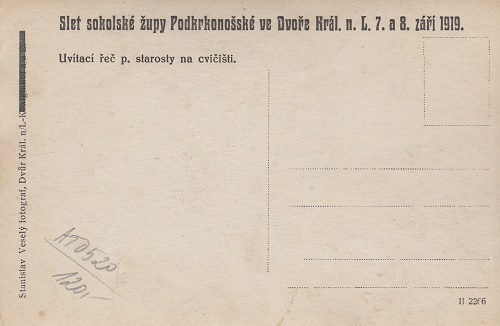 Slet sokolské župy Podkrkonošské ve Dvoře Král. n. L. 7. a 8. září 1919.
Uvítací řeč p. starosty na cvičišti.
Stanislav Veselý fotograf, Dvůr Král. n/L.-
120,-
H 2266